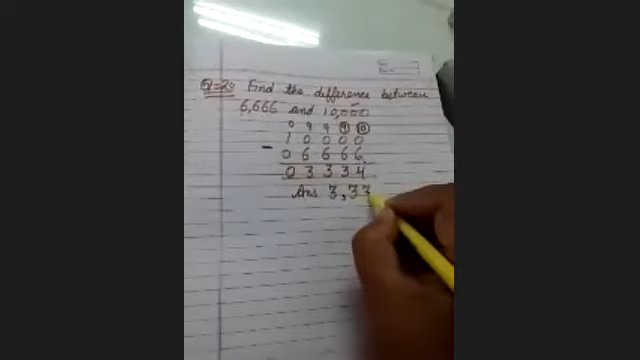 Q=20 Find the difference between
6,666 and 10,000
0 9 9 9 10
1 0 0 0 0
- 0 6 6 6 6
0 3 3 3 4
Ans 3,33